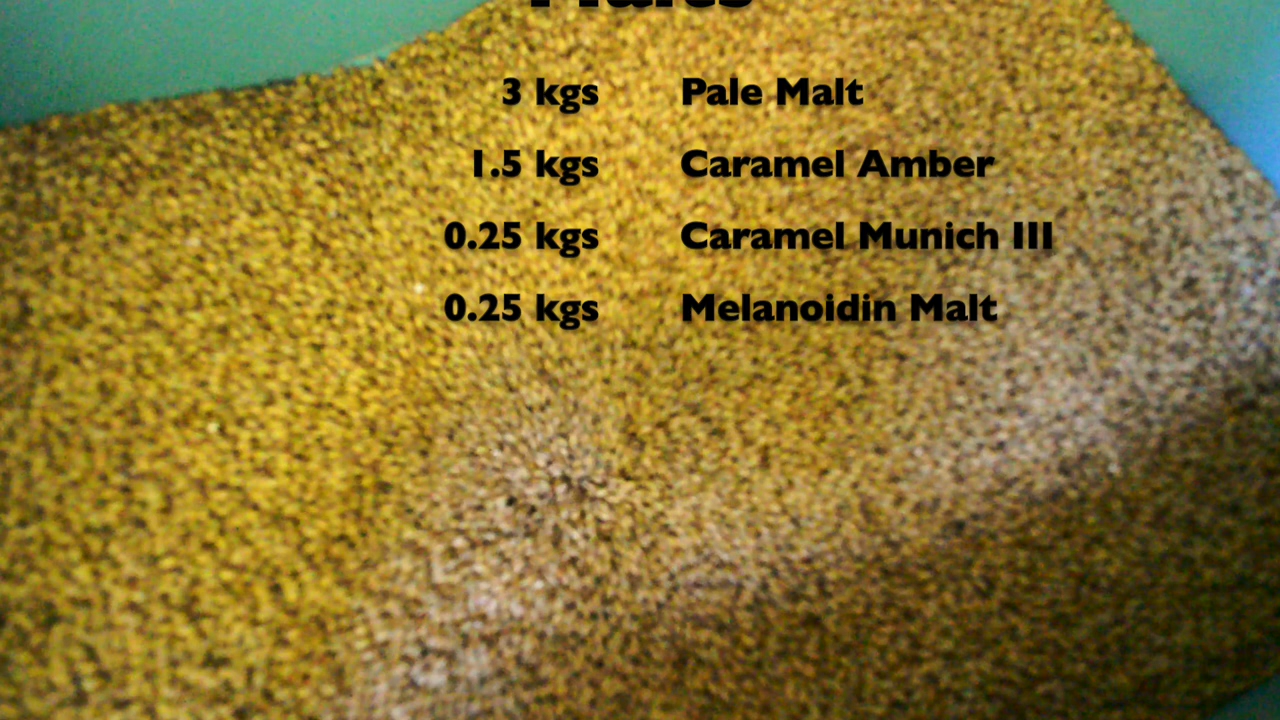 Malts
3 kgs Pale Malt
1.5 kgs Caramel Amber
0.25 kgs Caramel Munich III
0.25 kgs Melanoidin Malt